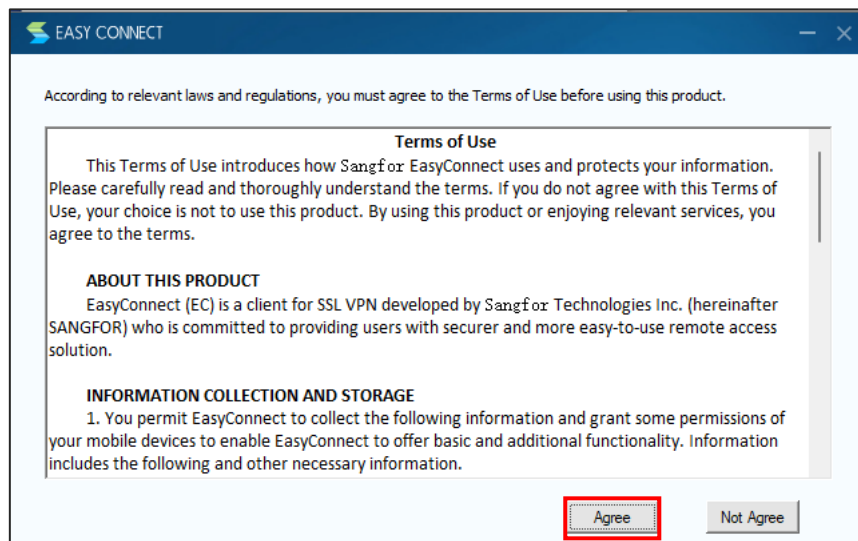 EASY CONNECT
According to relevant laws and regulations, you must agree to the Terms of Use before using this product.
Terms of Use
This Terms of Use introduces how Sangfor EasyConnect uses and protects your information.
Please carefully read and thoroughly understand the terms. If you do not agree with this Terms of
Use, your choice is not to use this product. By using this product or enjoying relevant services, you
agree to the terms.
ABOUT THIS PRODUCT
EasyConnect (EC) is a client for SSL VPN developed by Sangfor Technologies Inc. (hereinafter
SANGFOR) who is committed to providing users with securer and more easy-to-use remote access
solution.
INFORMATION COLLECTION AND STORAGE
1. You permit EasyConnect to collect the following information and grant some permissions of
your mobile devices to enable EasyConnect to offer basic and additional functionality. Information
includes the following and other necessary information.
Agree
Not Agree